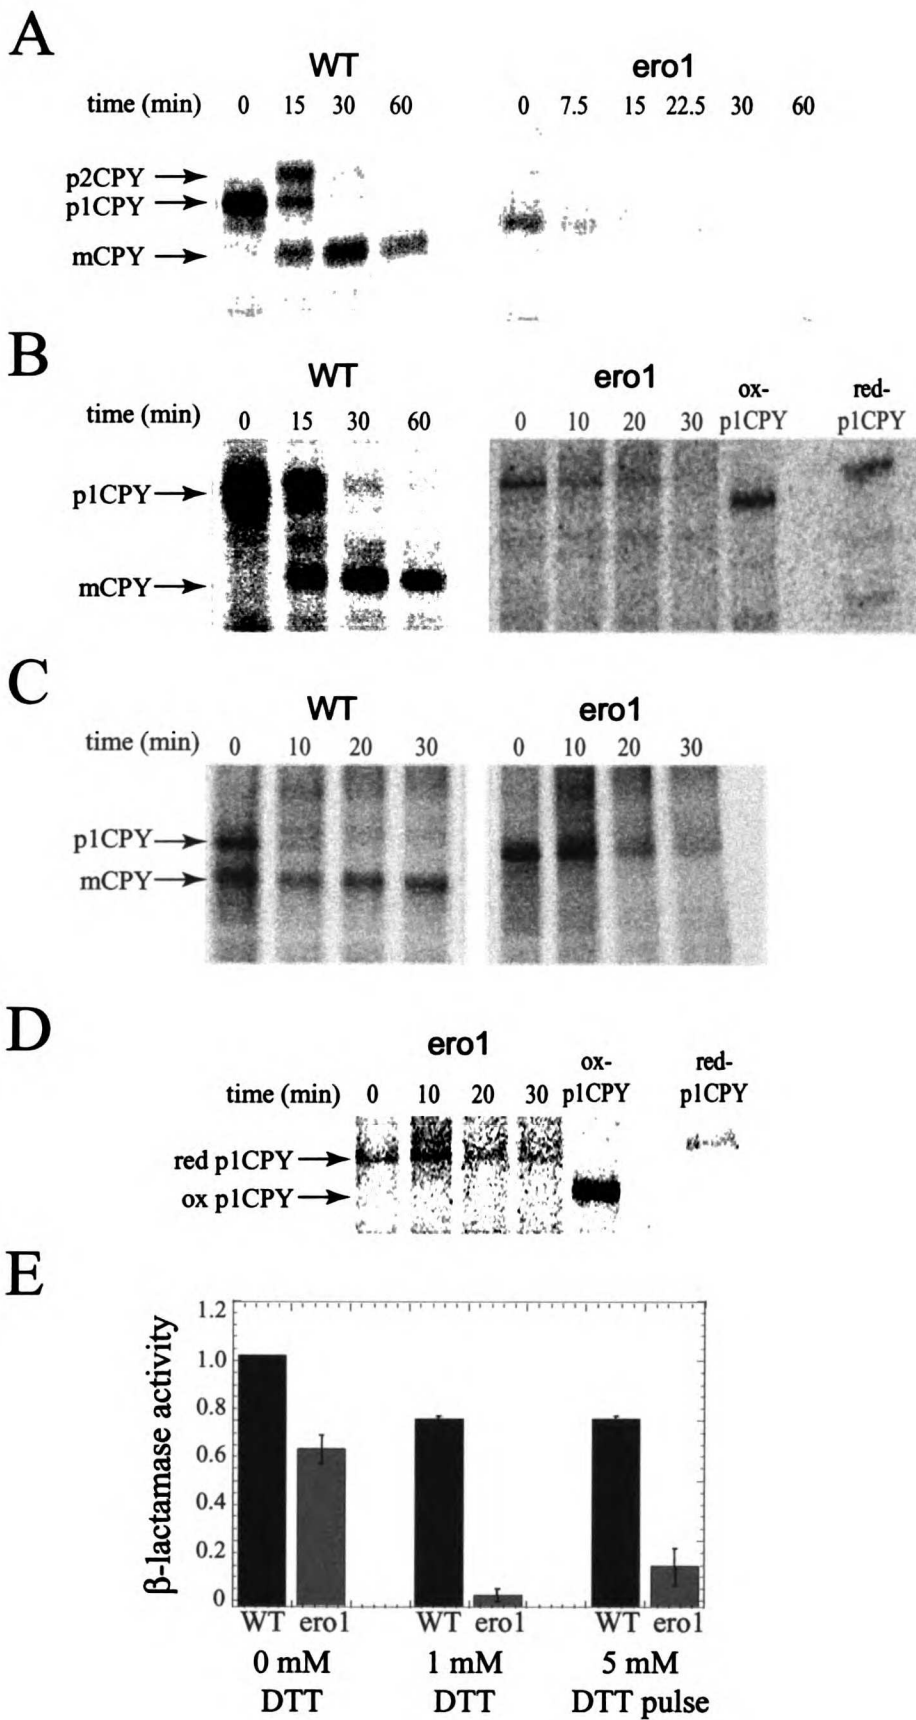 A
WT ero1
time (min) 0 15 30 60 0 7.5 15 22.5 30 60
p2CPY
p1CPY
mCPY
B
WT ero1 ox-p1CPY red-p1CPY
time (min) 0 15 30 60 0 10 20 30
p1CPY
mCPY
C
WT ero1
time (min) 0 10 20 30 0 10 20 30
p1CPY
mCPY
D
ero1 ox-p1CPY red-p1CPY
time (min) 0 10 20 30
red p1CPY
ox p1CPY
E
β-lactamase activity
1.2
1.0
0.8
0.6
0.4
0.2
0
WT ero1 WT ero1 WT ero1
0 mM 1 mM 5 mM
DTT DTT DTT pulse